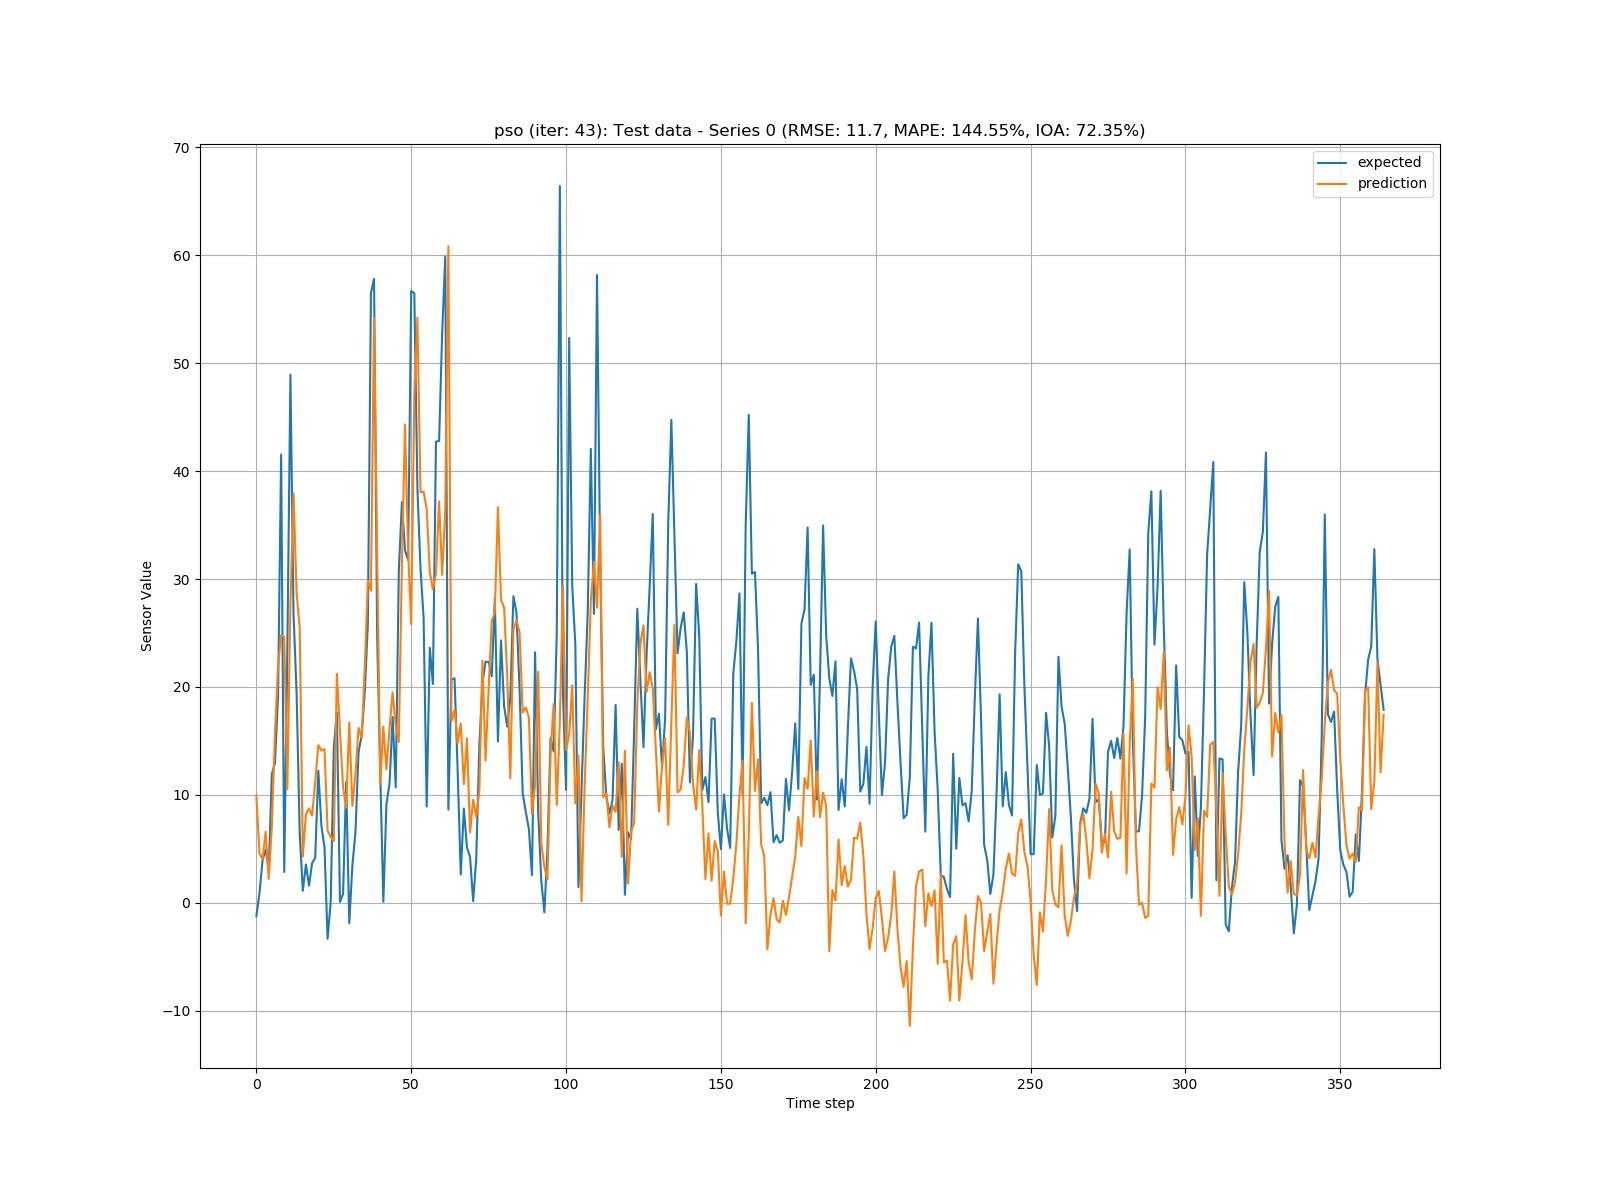 pso (iter: 43): Test data - Series 0 (RMSE: 11.7, MAPE: 144.55%, IOA: 72.35%)
70
60
50
40
30
20
10
0
−10
Sensor Value
expected
prediction
0 50 100 150 200 250 300 350
Time step